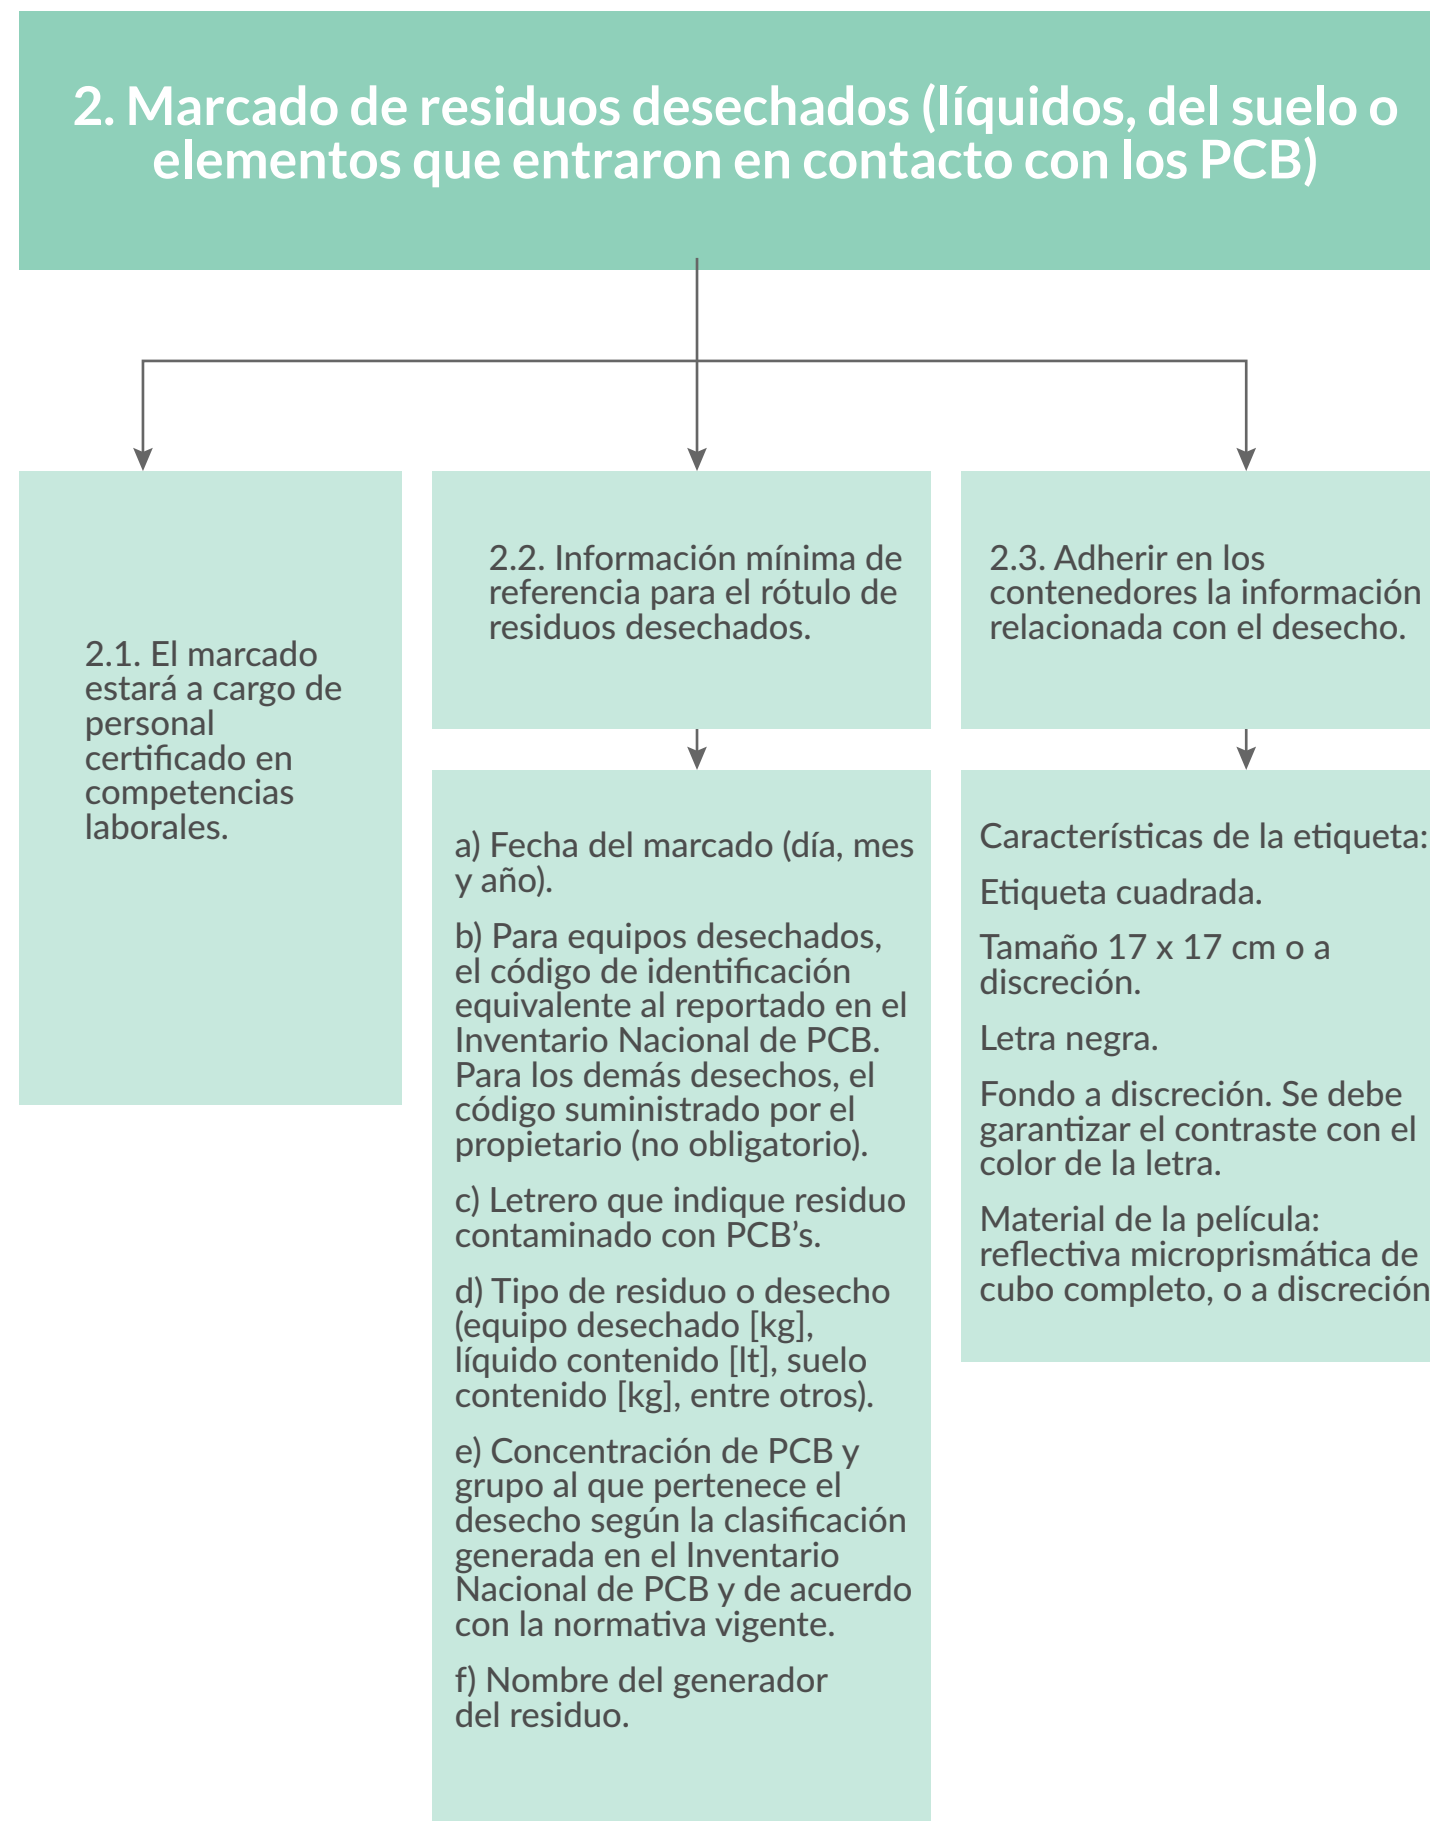 2. Marcado de residuos desechados (líquidos, del suelo o
elementos que entraron en contacto con los PCB)
2.1. El marcado
estará a cargo de
personal
certificado en
competencias
laborales.
2.2. Información mínima de
referencia para el rótulo de
residuos desechados.
a) Fecha del marcado (día, mes
y año).
b) Para equipos desechados,
el código de identificación
equivalente al reportado en el
Inventario Nacional de PCB.
Para los demás desechos, el
código suministrado por el
propietario (no obligatorio).
c) Letrero que indique residuo
contaminado con PCB’s.
d) Tipo de residuo o desecho
(equipo desechado [kg],
líquido contenido [lt], suelo
contenido [kg], entre otros).
e) Concentración de PCB y
grupo al que pertenece el
desecho según la clasificación
generada en el Inventario
Nacional de PCB y de acuerdo
con la normativa vigente.
f) Nombre del generador
del residuo.
2.3. Adherir en los
contenedores la información
relacionada con el desecho.
Características de la etiqueta:
Etiqueta cuadrada.
Tamaño 17 x 17 cm o a
discreción.
Letra negra.
Fondo a discreción. Se debe
garantizar el contraste con el
color de la letra.
Material de la película:
reflectiva microprismática de
cubo completo, o a discreción